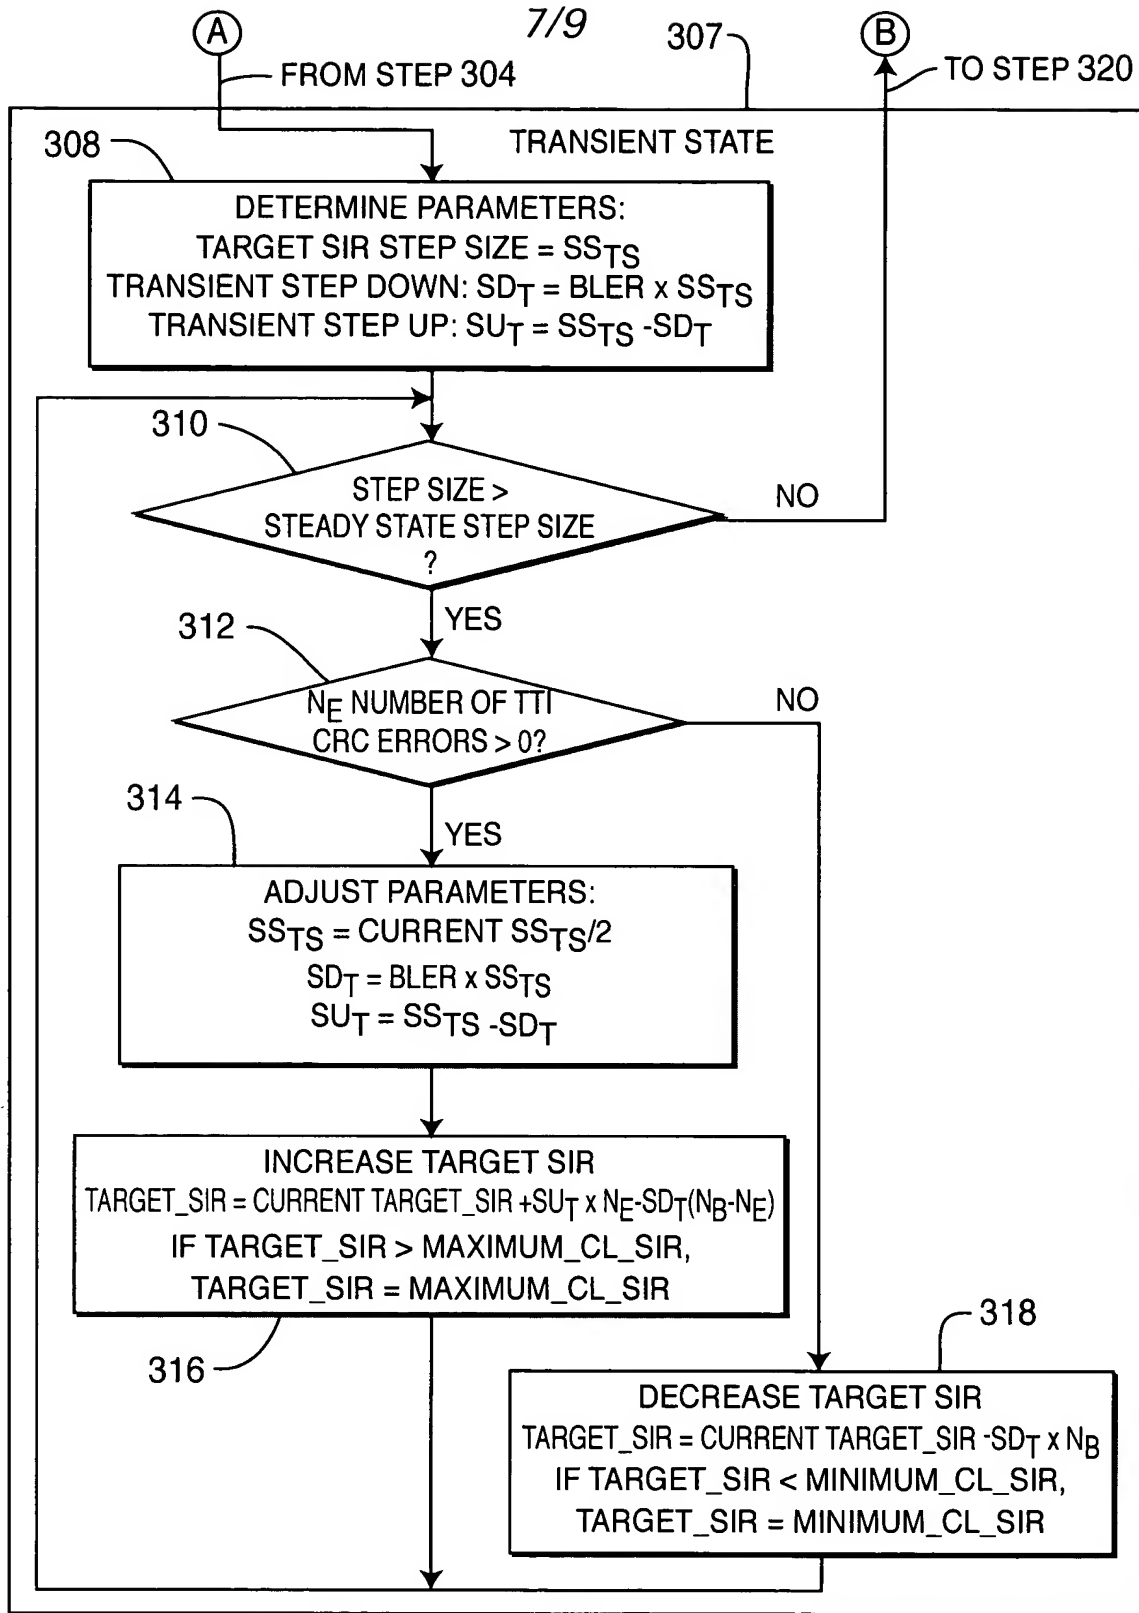 7/9
A
307
B
FROM STEP 304
TO STEP 320
308
TRANSIENT STATE
DETERMINE PARAMETERS:
TARGET SIR STEP SIZE = SSTS
TRANSIENT STEP DOWN: SDT = BLER x SSTS
TRANSIENT STEP UP: SUT = SSTS -SDT
310
STEP SIZE >
STEADY STATE STEP SIZE
?
NO
YES
312
NE NUMBER OF TTI
CRC ERRORS > 0?
NO
YES
314
ADJUST PARAMETERS:
SSTS = CURRENT SSTS/2
SDT = BLER x SSTS
SUT = SSTS -SDT
INCREASE TARGET SIR
TARGET_SIR = CURRENT TARGET_SIR +SUT x NE-SDT(NB-NE)
IF TARGET_SIR > MAXIMUM_CL_SIR,
TARGET_SIR = MAXIMUM_CL_SIR
316
318
DECREASE TARGET SIR
TARGET_SIR = CURRENT TARGET_SIR -SDT x NB
IF TARGET_SIR < MINIMUM_CL_SIR,
TARGET_SIR = MINIMUM_CL_SIR